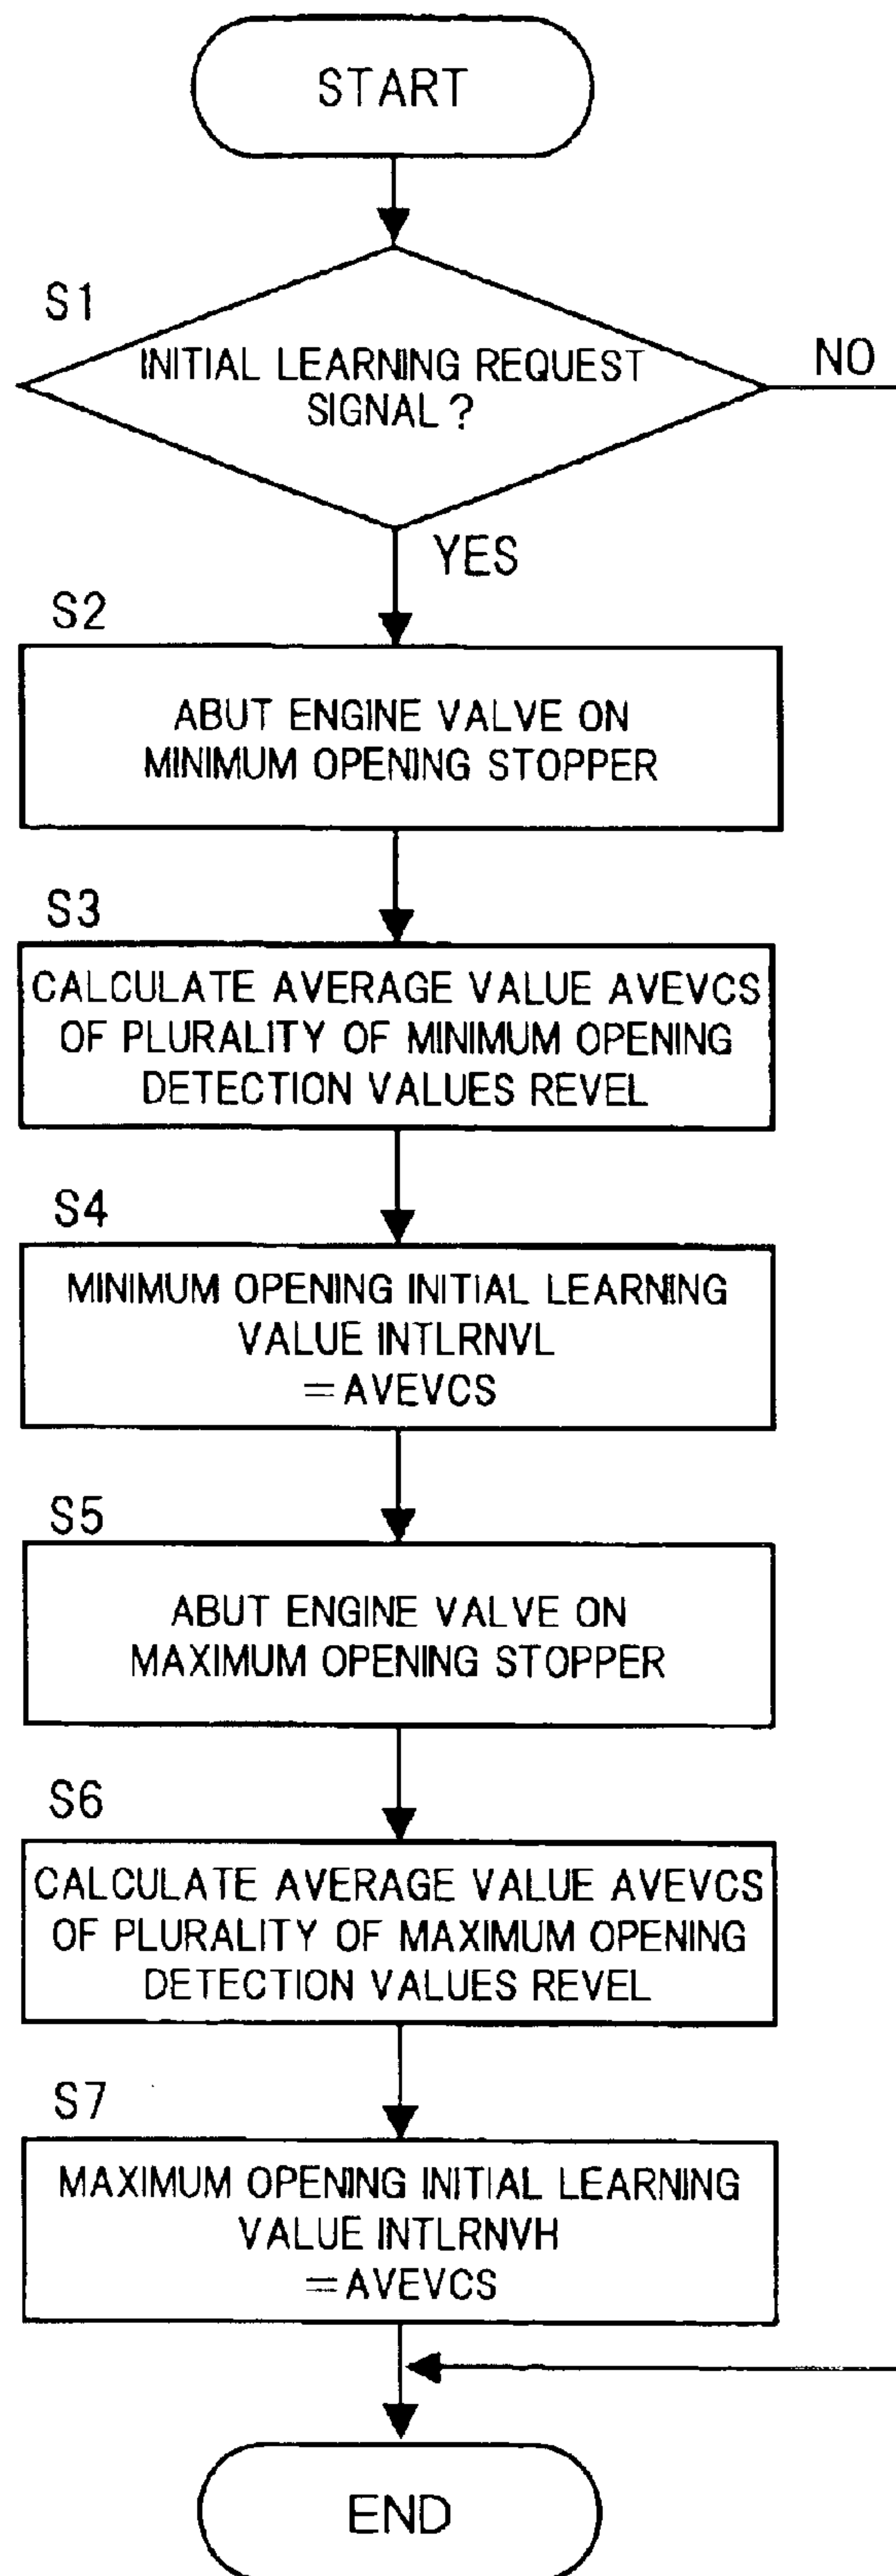 START
S1
INITIAL LEARNING REQUEST
SIGNAL?
NO
YES
S2
ABUT ENGINE VALVE ON
MINIMUM OPENING STOPPER
S3
CALCULATE AVERAGE VALUE AVEVCS
OF PLURALITY OF MINIMUM OPENING
DETECTION VALUES REVEL
S4
MINIMUM OPENING INITIAL LEARNING
VALUE INTLRNVL
=AVEVCS
S5
ABUT ENGINE VALVE ON
MAXIMUM OPENING STOPPER
S6
CALCULATE AVERAGE VALUE AVEVCS
OF PLURALITY OF MAXIMUM OPENING
DETECTION VALUES REVEL
S7
MAXIMUM OPENING INITIAL LEARNING
VALUE INTLRNVH
=AVEVCS
END